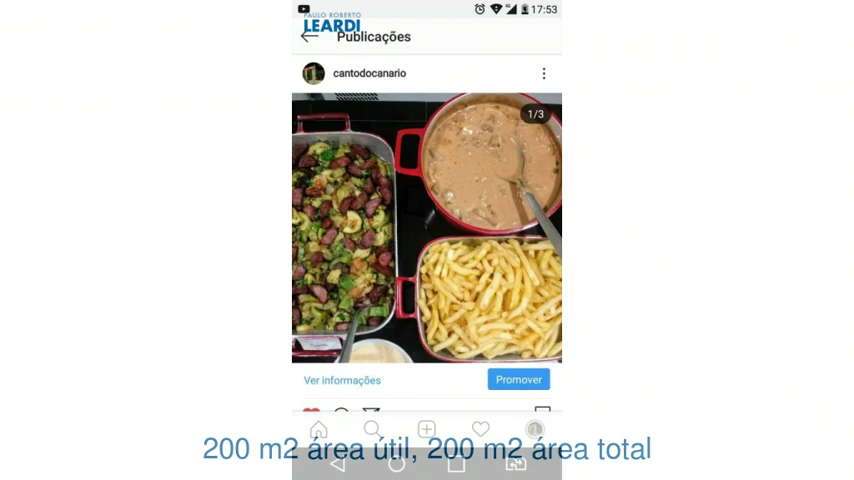 17:53
PAULO ROBERTO
LEARDI
Publicações
cantodocanario
1/3
Ver informações
Promover
200 m2 área útil, 200 m2 área total